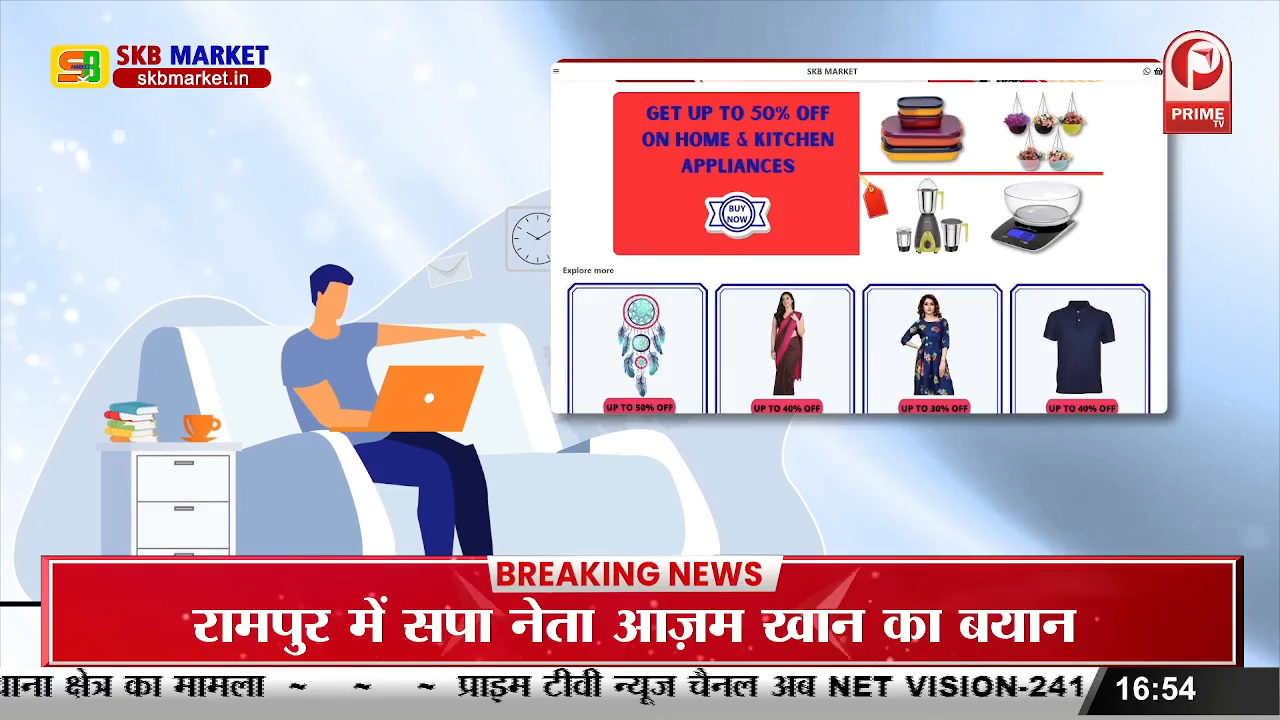 SKB MARKET
skbmarket.in
SKB MARKET
GET UP TO 50% OFF
ON HOME & KITCHEN
APPLIANCES
BUY
NOW
Explore more
UP TO 50% OFF
UP TO 40% OFF
UP TO 30% OFF
UP TO 40% OFF
PRIME
TV
BREAKING NEWS
रामपुर में सपा नेता आज़म खान का बयान
क्षेत्र का मामला ~ ~ ~ प्राइम टीवी न्यूज चैनल अब NET VISION-241
16:54